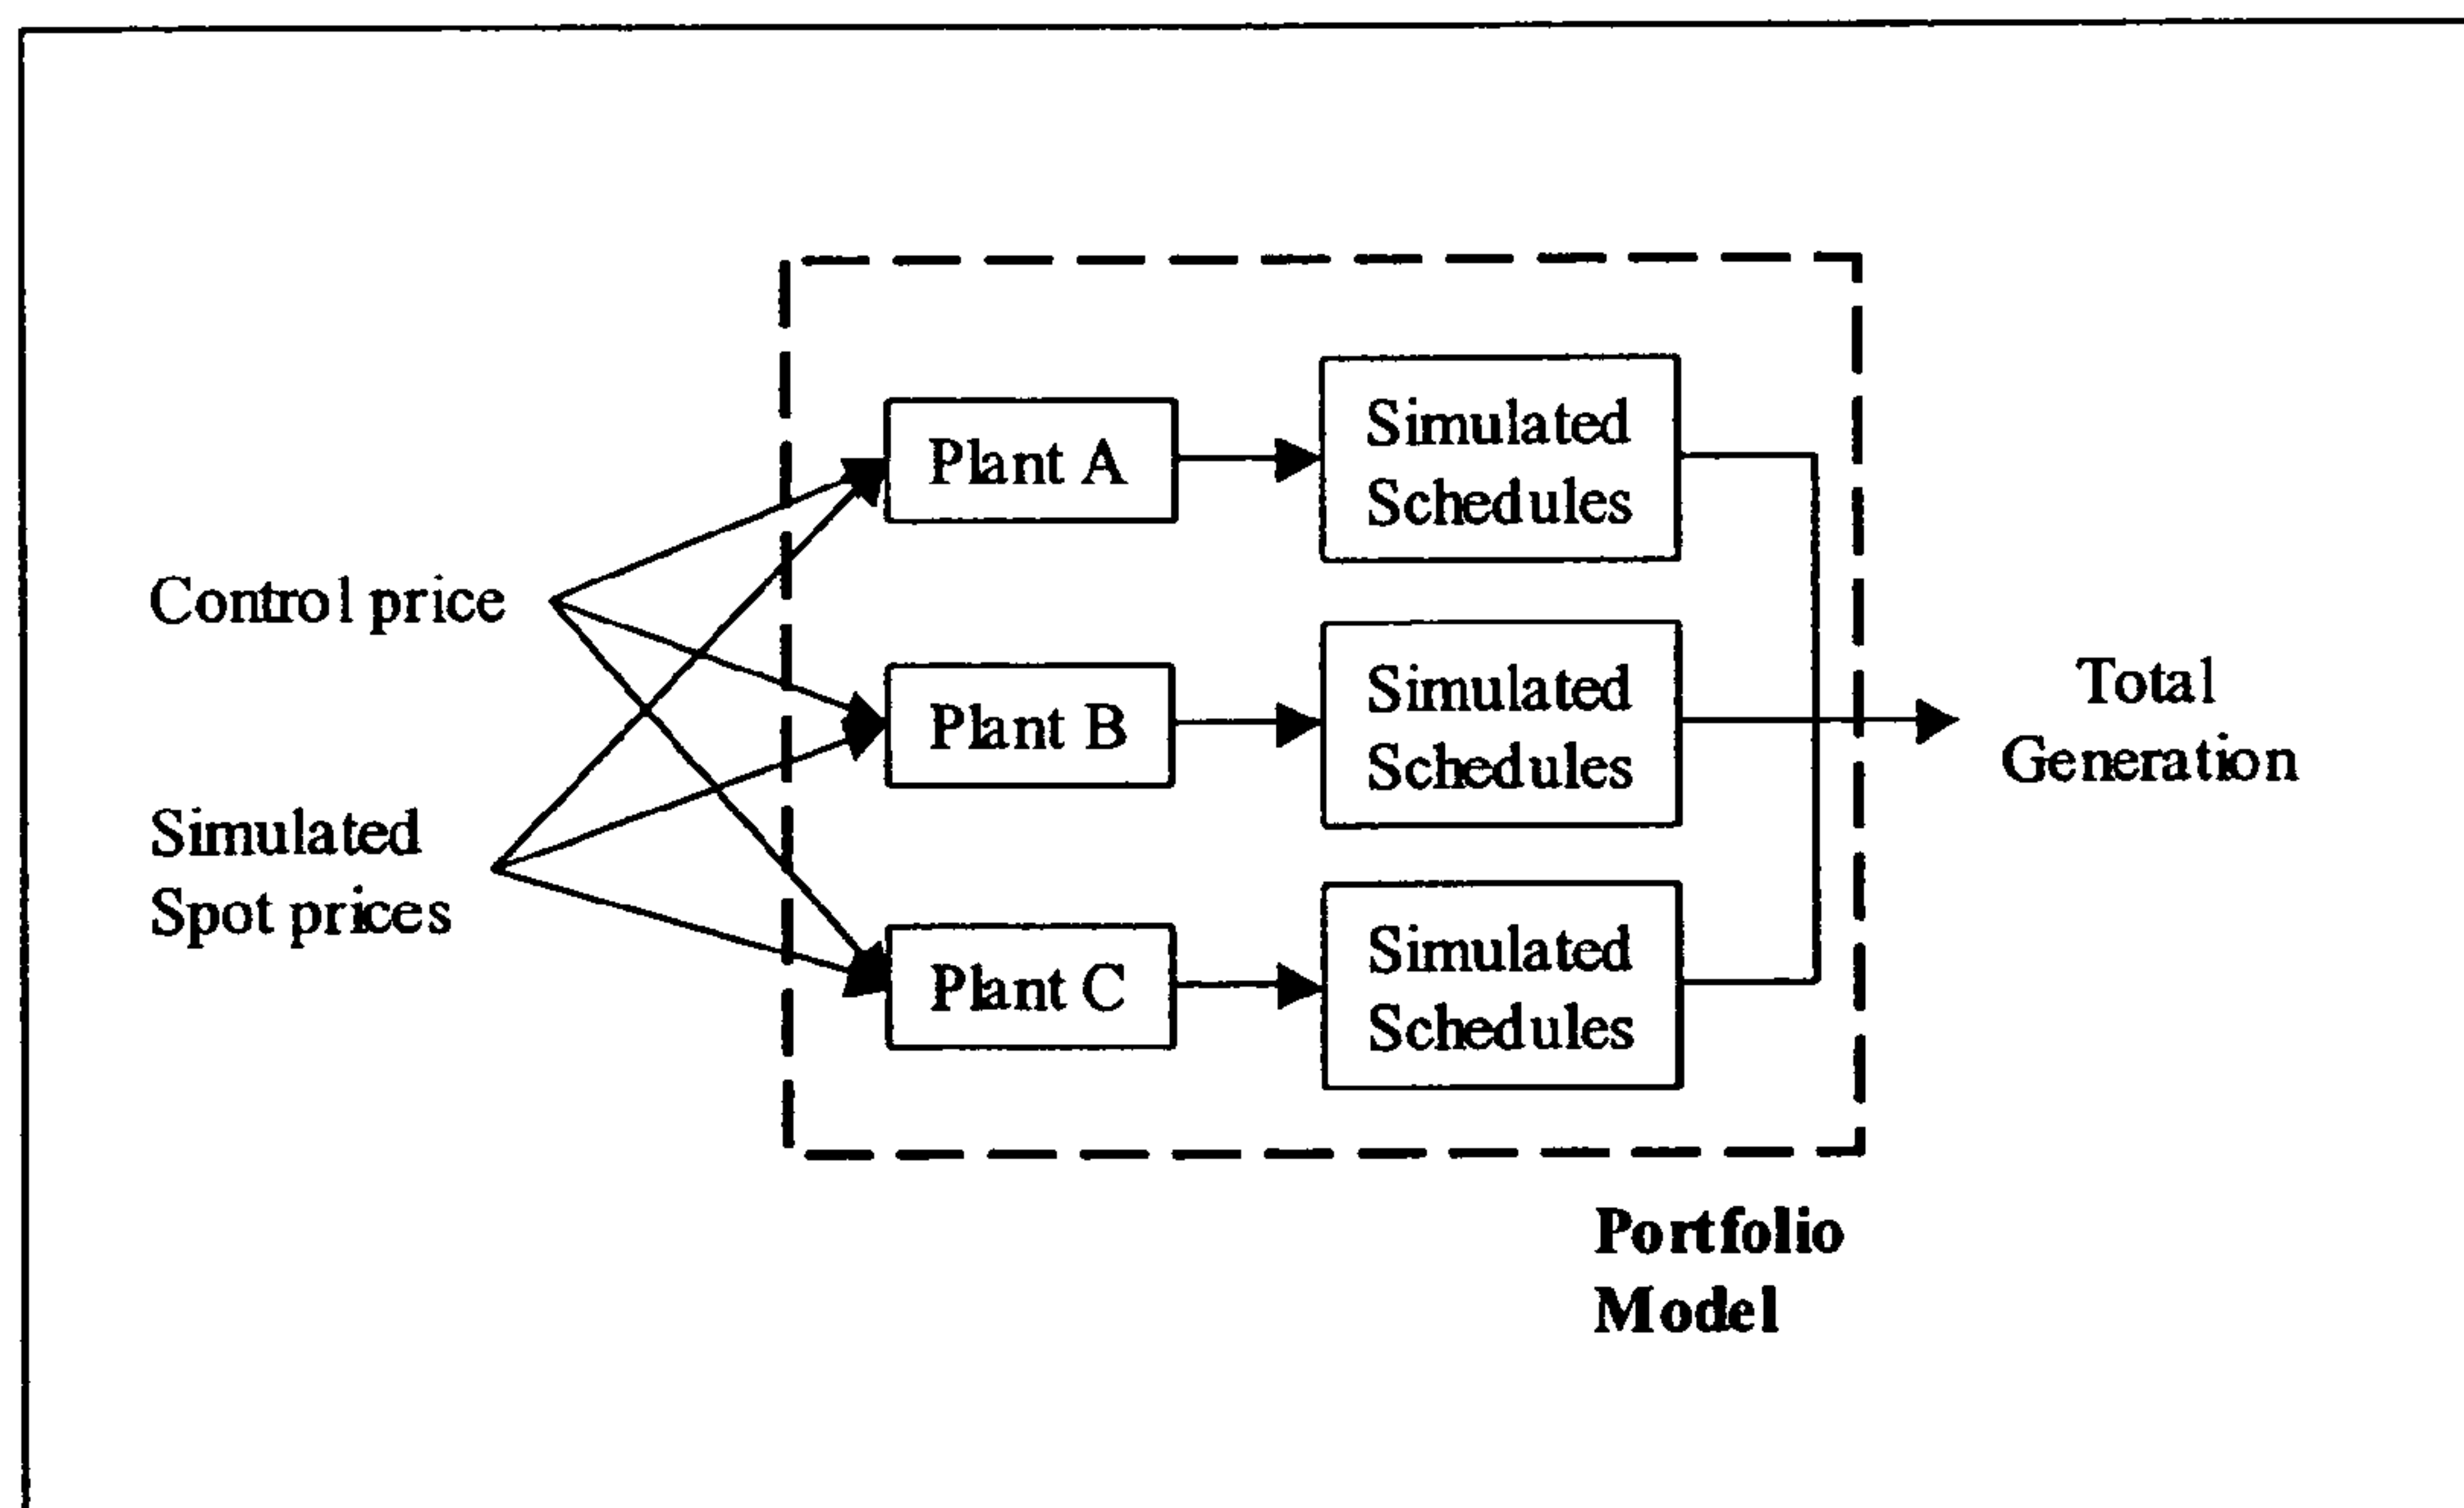 Control price
Simulated
Spot prices
Plant A
Simulated
Schedules
Plant B
Simulated
Schedules
Plant C
Simulated
Schedules
Total
Generation
Portfolio
Model